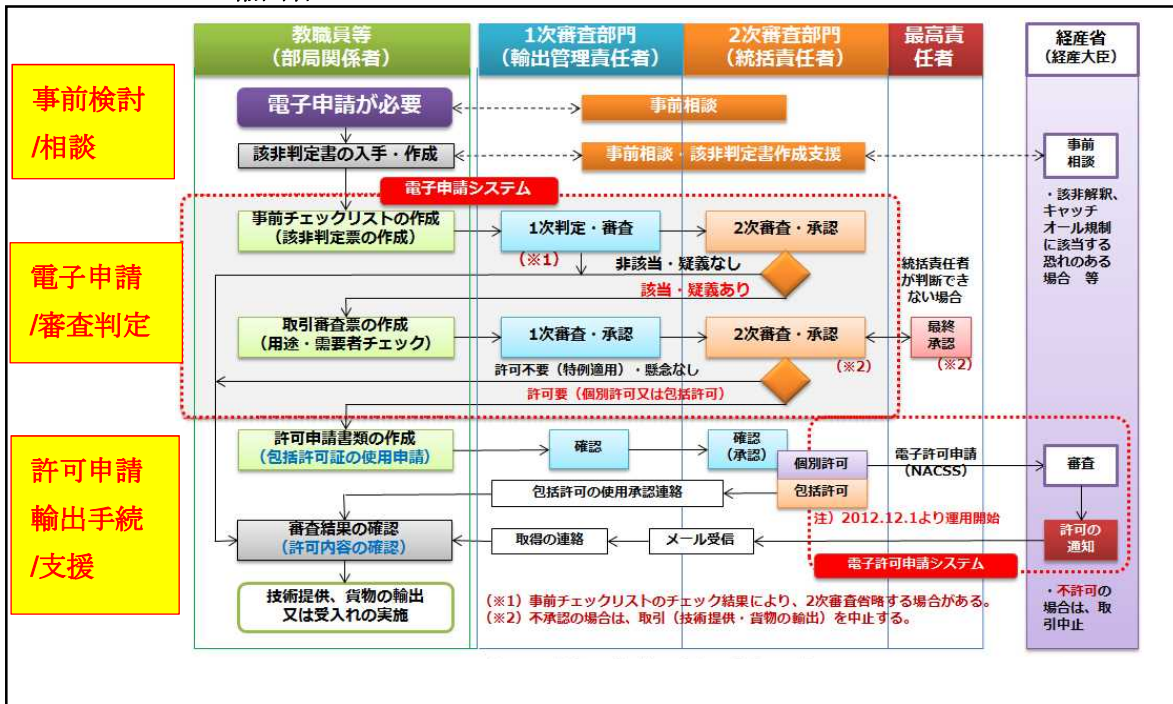 教職員等
（部局関係者）
1次審査部門
（輸出管理責任者）
2次審査部門
（統括責任者）
最高責
任者
経産省
（経産大臣）
事前検討
/相談
電子申請が必要
事前相談
該非判定書の入手・作成
事前相談・該非判定書作成支援
事前
相談
・該非解釈、
キャッチ
オール規制
に該当する
恐れのある
場合　等
電子申請システム
電子申請
/審査判定
事前チェックリストの作成
（該非判定票の作成）
1次判定・審査
（※1）
2次審査・承認
非該当・疑義なし
該当・疑義あり
統括責任者
が判断でき
ない場合
取引審査票の作成
（用途・需要者チェック）
1次審査・承認
2次審査・承認
（※2）
最終
承認
（※2）
許可不要（特例適用）・懸念なし
許可要（個別許可又は包括許可）
許可申請
輸出手続
/支援
許可申請書類の作成
（包括許可証の使用申請）
確認
確認
（承認）
個別許可
包括許可
電子許可申請
（NACSS）
審査
包括許可の使用承認連絡
注）2012.12.1より運用開始
審査結果の確認
（許可内容の確認）
取得の連絡
メール受信
許可の
通知
電子許可申請システム
技術提供、貨物の輸出
又は受入れの実施
（※1）事前チェックリストのチェック結果により、2次審査省略する場合がある。
（※2）不承認の場合は、取引（技術提供・貨物の輸出）を中止する。
・不許可の
場合は、取
引中止